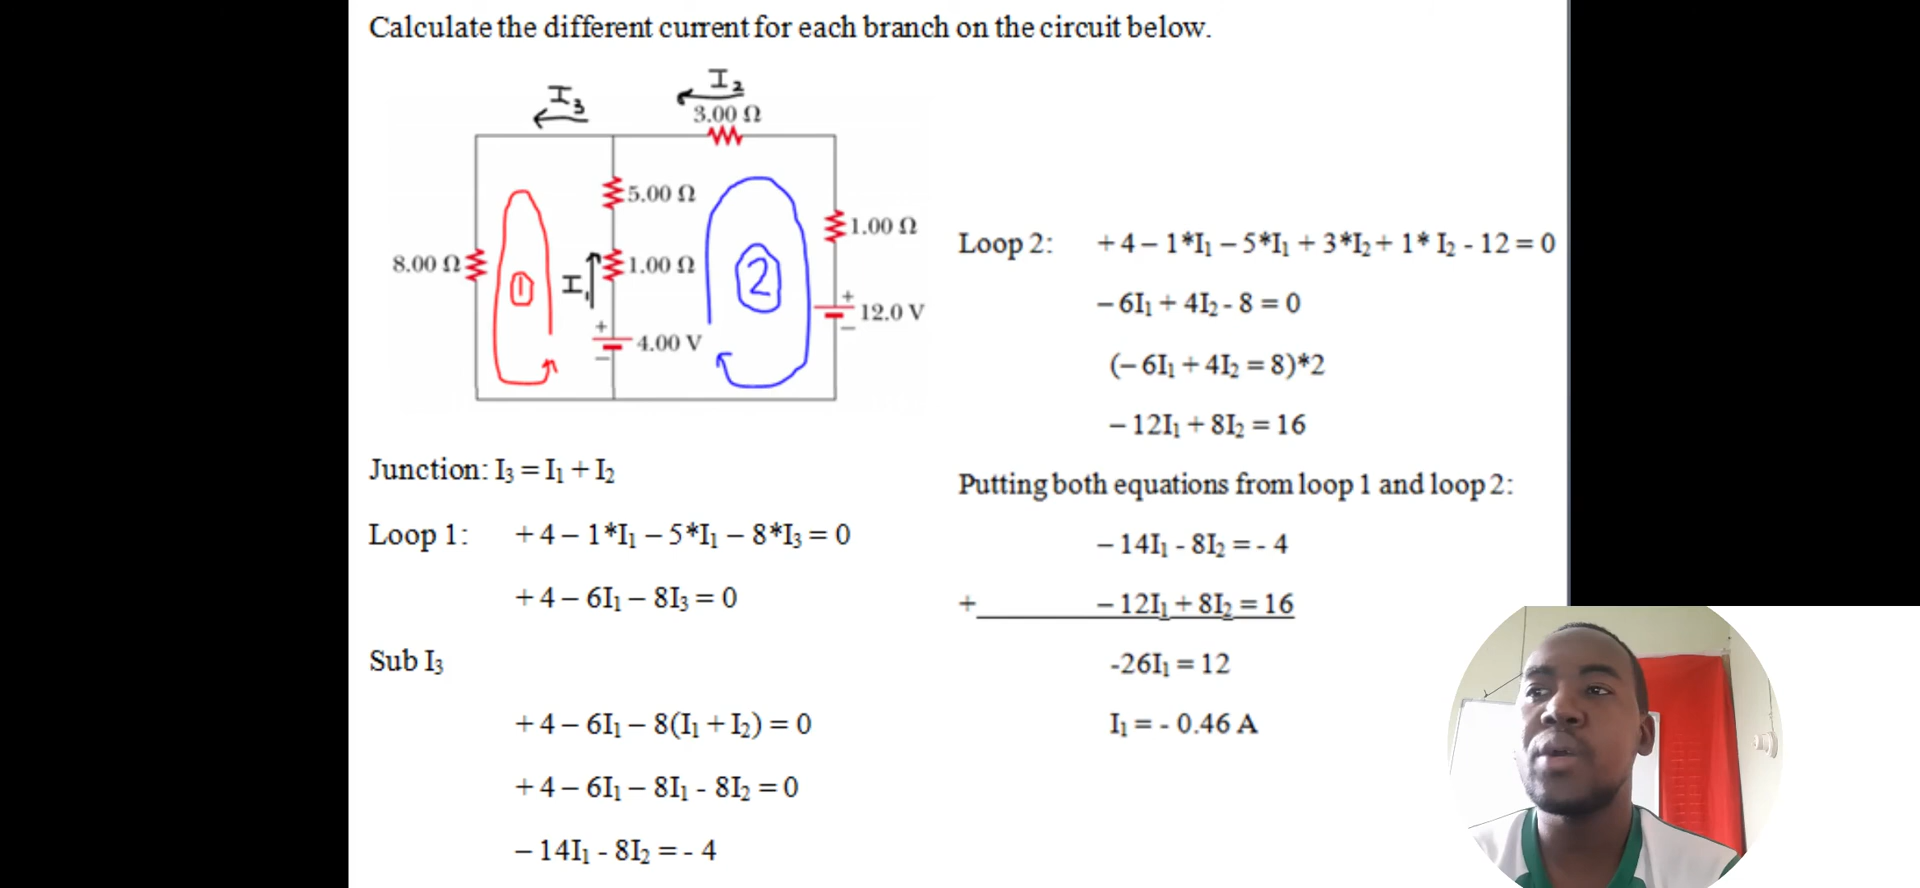 Calculate the different current for each branch on the circuit below.
I₃
I₂
3.00 Ω
5.00 Ω
1.00 Ω
8.00 Ω
1
I₁
1.00 Ω
2
+
12.0 V
−
+
4.00 V
−
Junction: I₃ = I₁ + I₂
Loop 1: + 4 – 1*I₁ – 5*I₁ – 8*I₃ = 0
+ 4 – 6I₁ – 8I₃ = 0
Sub I₃
+ 4 – 6I₁ – 8(I₁ + I₂) = 0
+ 4 – 6I₁ – 8I₁ - 8I₂ = 0
– 14I₁ - 8I₂ = - 4
Loop 2: + 4 – 1*I₁ – 5*I₁ + 3*I₂ + 1* I₂ - 12 = 0
– 6I₁ + 4I₂ - 8 = 0
(– 6I₁ + 4I₂ = 8)*2
– 12I₁ + 8I₂ = 16
Putting both equations from loop 1 and loop 2:
– 14I₁ - 8I₂ = - 4
+ – 12I₁ + 8I₂ = 16
-26I₁ = 12
I₁ = - 0.46 A